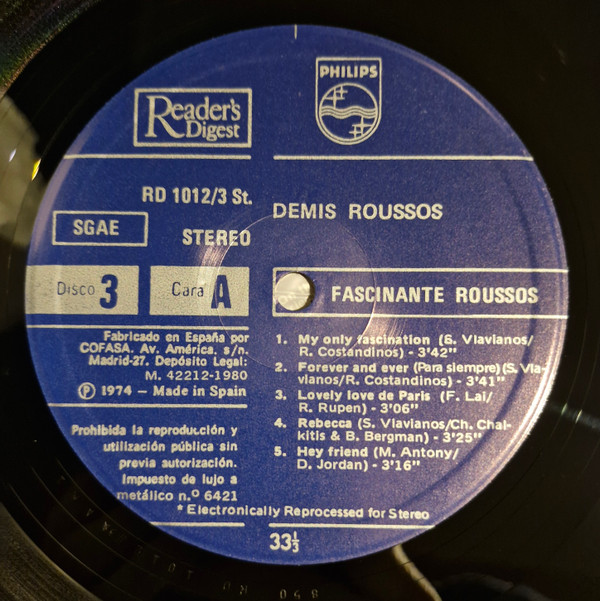 PHILIPS
Reader's
Digest
RD 1012/3 St.
SGAE
STEREO
DEMIS ROUSSOS
Disco 3
Cara A
FASCINANTE ROUSSOS
Fabricado en España por
COFASA. Av. América. s/n.
Madrid-27. Depósito Legal:
M. 42212-1980
Ⓟ 1974 – Made in Spain
1. My only fascination (S. Vlavianos/
R. Costandinos) - 3'42"
2. Forever and ever (Para siempre) (S. Vla-
vianos/R. Costandinos) - 3'41"
3. Lovely love de Paris (F. Lai/
R. Rupen) - 3'06"
4. Rebecca (S. Vlavianos/Ch. Chal-
kitis & B. Bergman) - 3'25"
5. Hey friend (M. Antony/
D. Jordan) - 3'16"
Prohibida la reproducción y
utilización pública sin
previa autorización.
Impuesto de lujo a
metálico n.º 6421
* Electronically Reprocessed for Stereo
33⅓